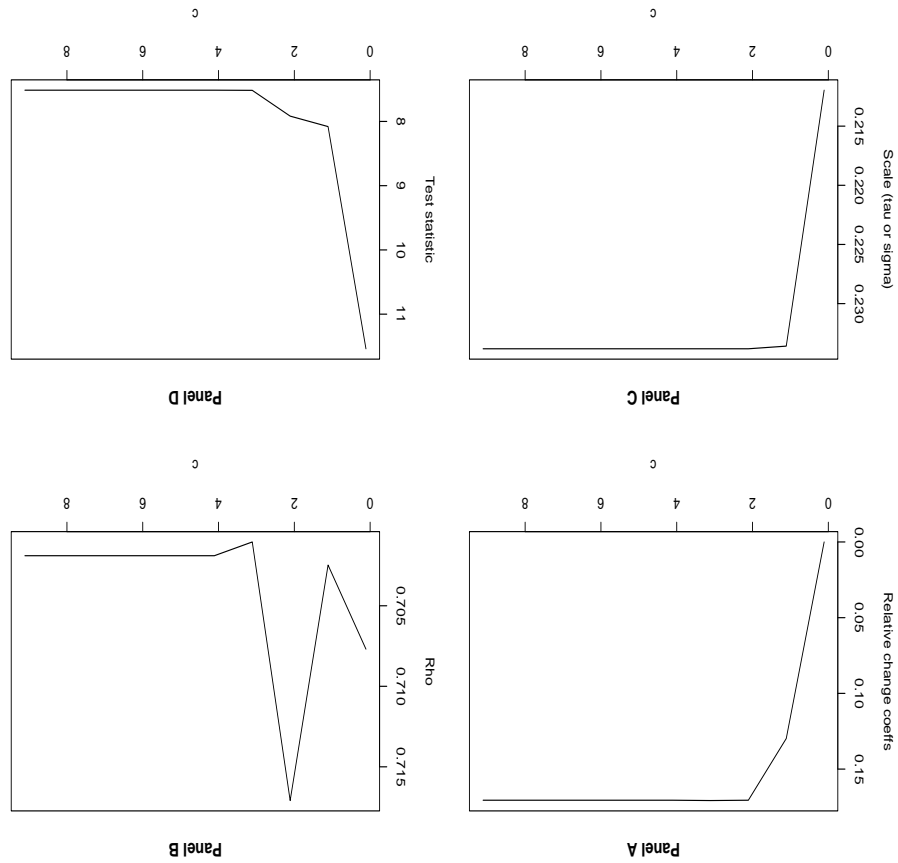 Panel A
Relative change coeffs
0.15
0.10
0.05
0.00
0 2 4 6 8
c
Panel B
Rho
0.715
0.710
0.705
0 2 4 6 8
c
Panel C
Scale (tau or sigma)
0.230
0.225
0.220
0.215
0 2 4 6 8
c
Panel D
Test statistic
11
10
9
8
0 2 4 6 8
c